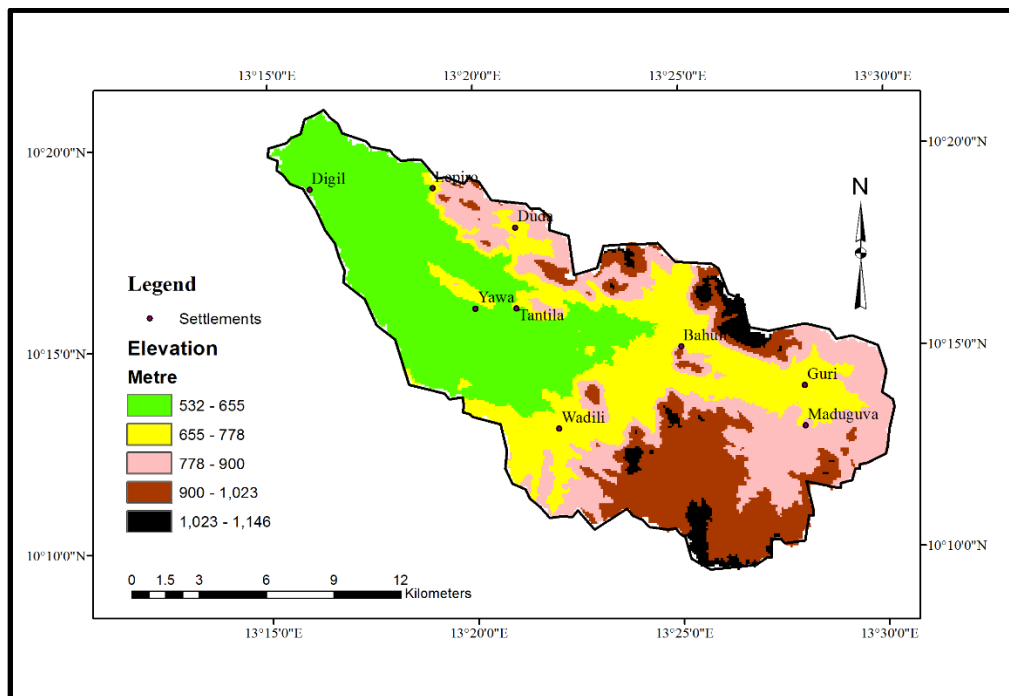 13°15'0"E 13°20'0"E 13°25'0"E 13°30'0"E
10°20'0"N 10°20'0"N
Digil
Lepiro
Duda
N
Legend
Settlements
Yawa
Tantila
Elevation
Bahuli
10°15'0"N 10°15'0"N
Metre
Guri
532 - 655
Maduguva
655 - 778
Wadili
778 - 900
900 - 1,023
1,023 - 1,146
10°10'0"N 10°10'0"N
0 1.5 3 6 9 12
Kilometers
13°15'0"E 13°20'0"E 13°25'0"E 13°30'0"E